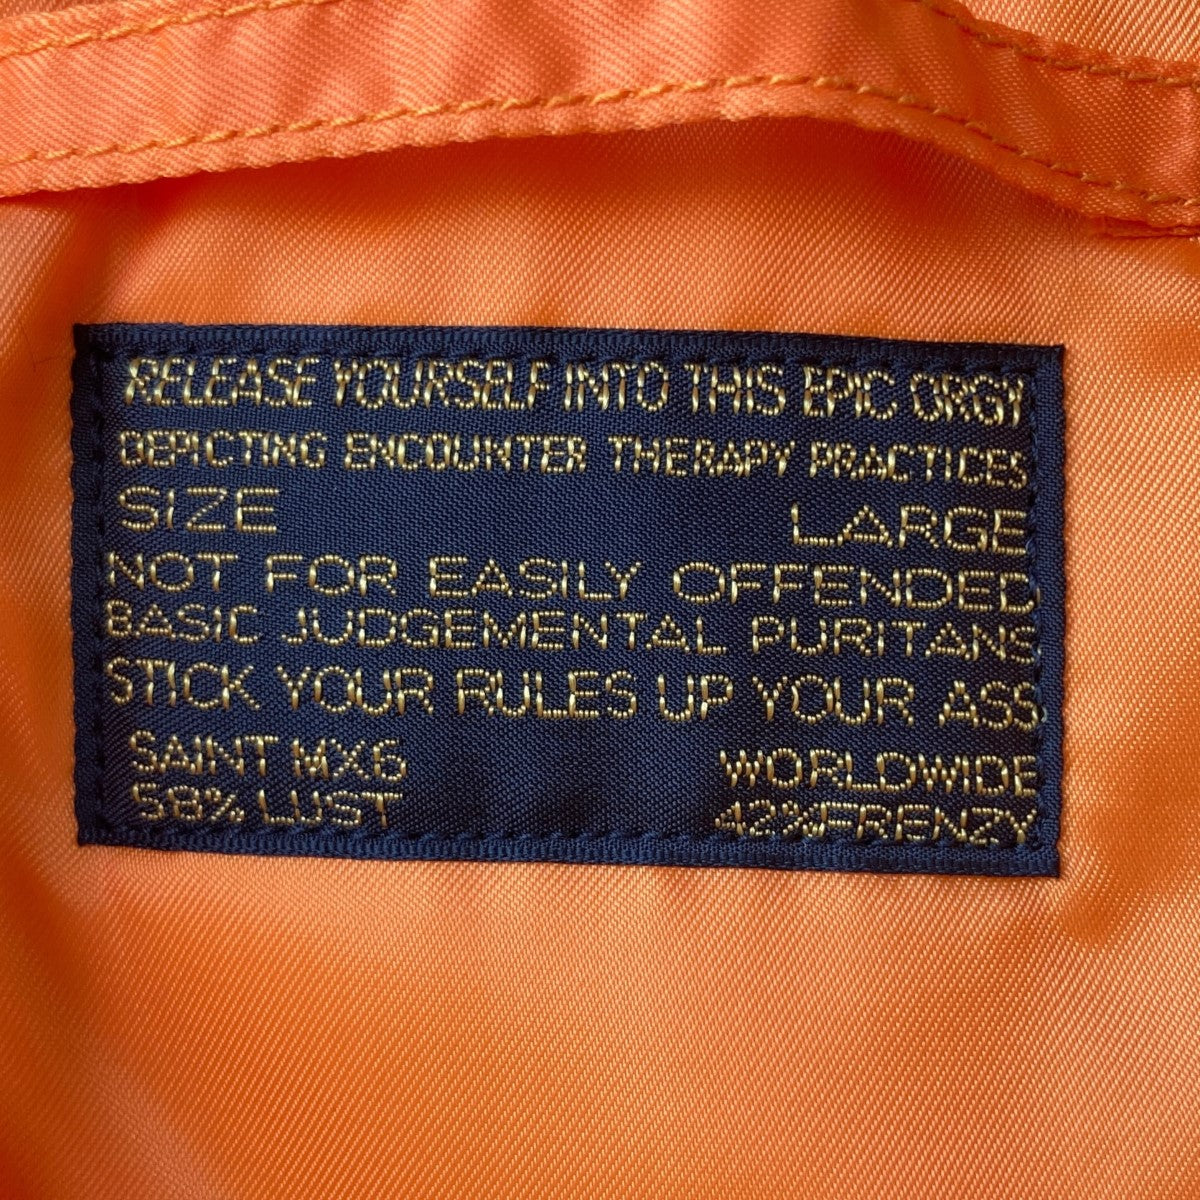 RELEASE YOURSELF INTO THIS EPIC ORGY
DEPICTING ENCOUNTER THERAPY PRACTICES
SIZE LARGE
NOT FOR EASILY OFFENDED
BASIC JUDGEMENTAL PURITANS
STICK YOUR RULES UP YOUR ASS
SAINT MX6 WORLDWIDE
58% LUST 42% FRENZY